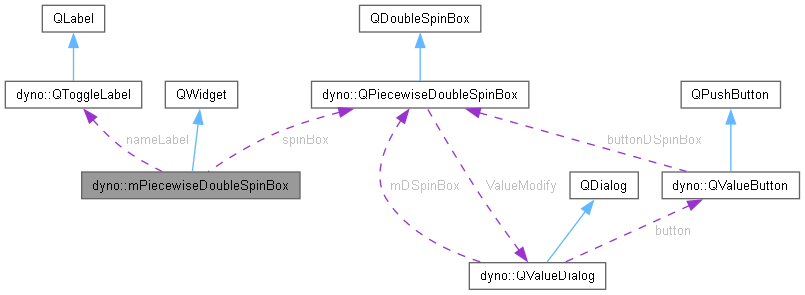 QLabel
QDoubleSpinBox
dyno::QToggleLabel
QWidget
dyno::QPiecewiseDoubleSpinBox
QPushButton
nameLabel
spinBox
buttonDSpinBox
dyno::mPiecewiseDoubleSpinBox
mDSpinBox
ValueModify
QDialog
dyno::QValueButton
button
dyno::QValueDialog